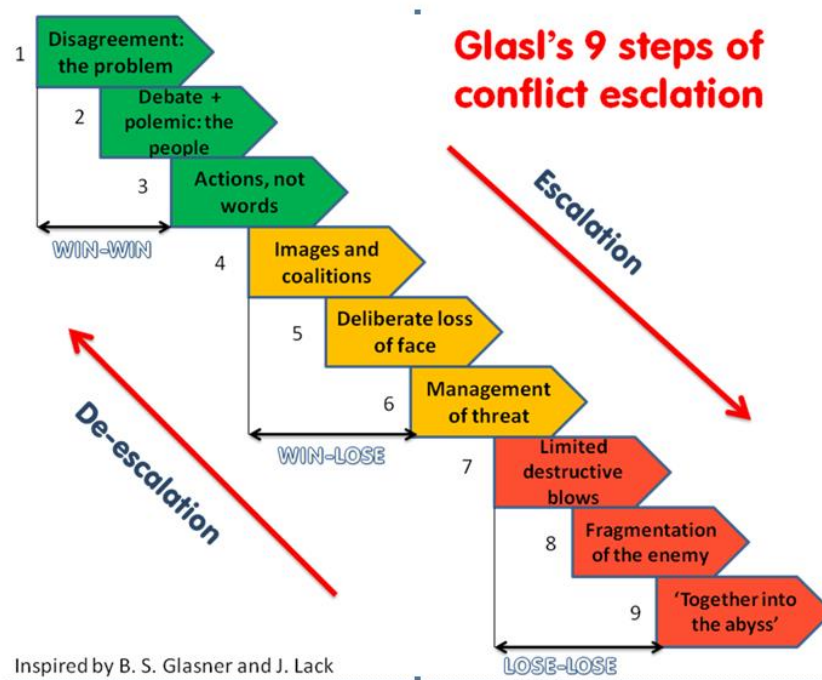 Glasl's 9 steps of
conflict esclation
1
Disagreement:
the problem
2
Debate +
polemic: the
people
3
Actions, not
words
WIN-WIN
4
Images and
coalitions
5
Deliberate loss
of face
6
Management
of threat
WIN-LOSE
7
Limited
destructive
blows
8
Fragmentation
of the enemy
9
'Together into
the abyss'
LOSE-LOSE
Escalation
De-escalation
Inspired by B. S. Glasner and J. Lack